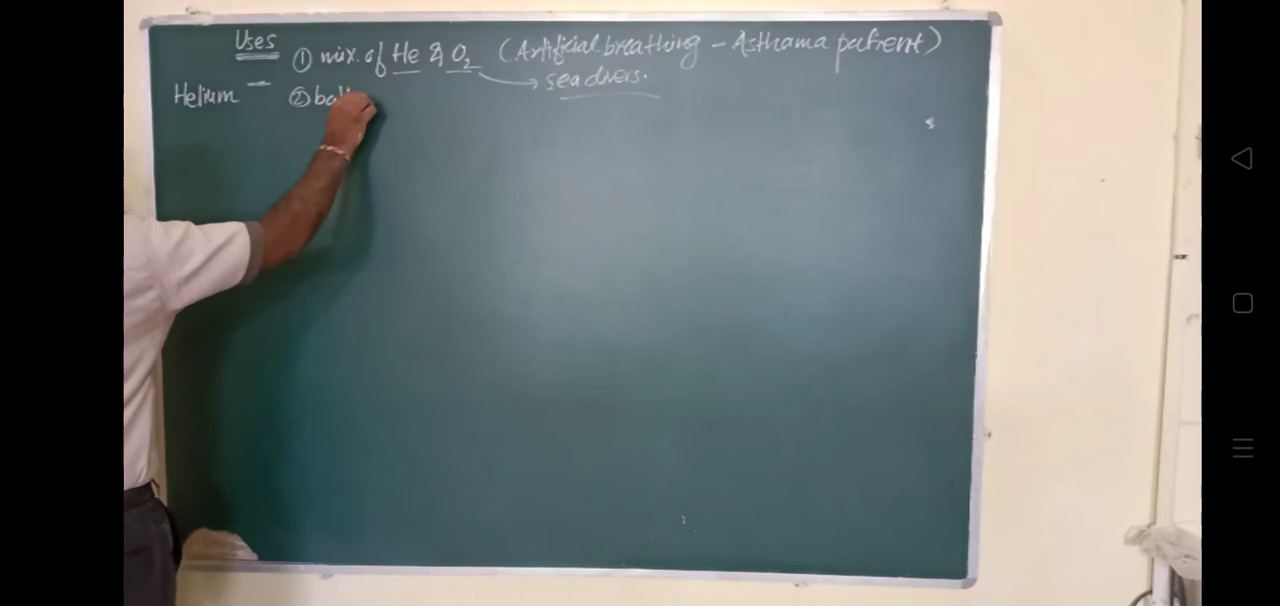 Uses
① mix. of He & O₂ (Artificial breathing - Asthama patient)
→ sea divers.
Helium - ② ball